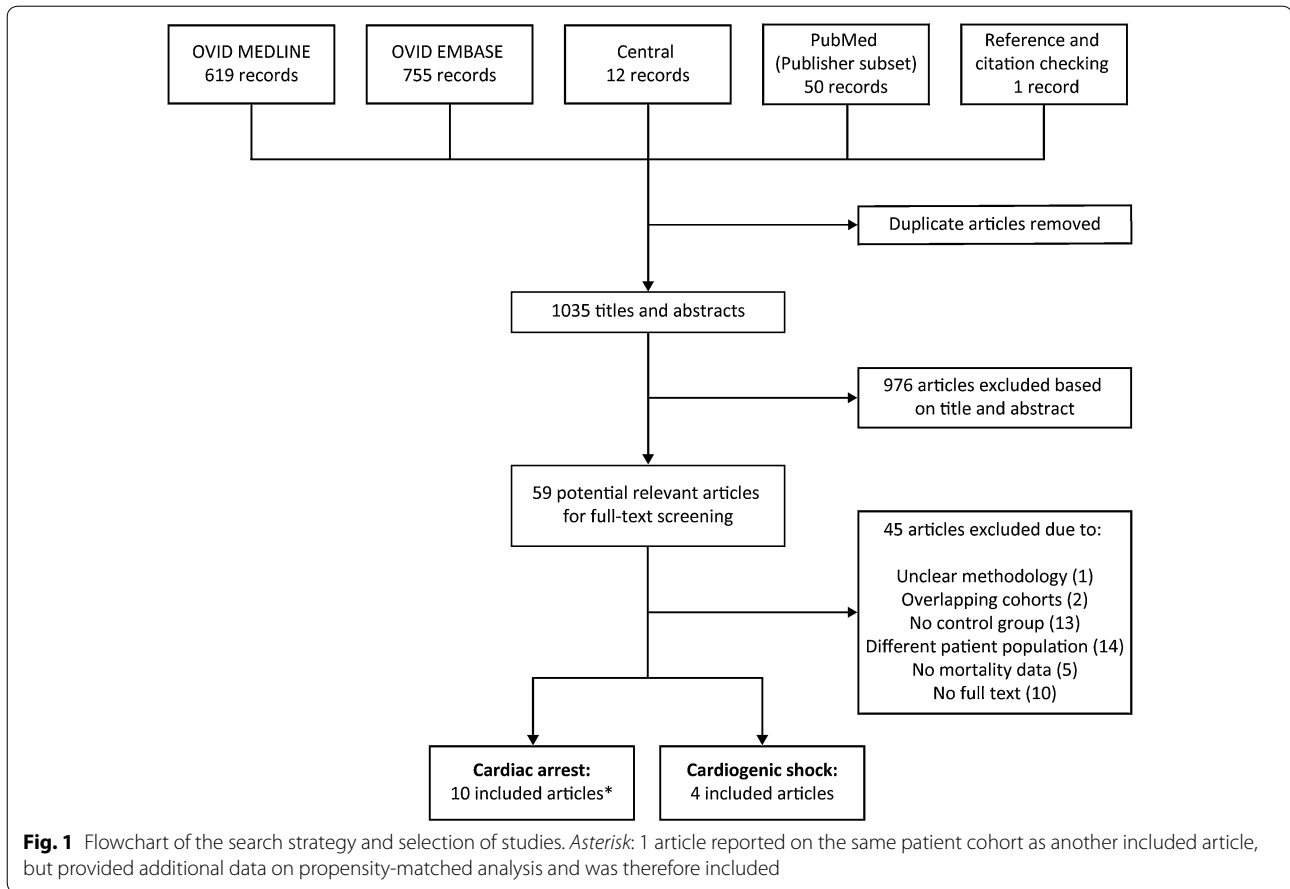 OVID MEDLINE
619 records
OVID EMBASE
755 records
Central
12 records
PubMed
(Publisher subset)
50 records
Reference and
citation checking
1 record
Duplicate articles removed
1035 titles and abstracts
976 articles excluded based
on title and abstract
59 potential relevant articles
for full-text screening
45 articles excluded due to:
Unclear methodology (1)
Overlapping cohorts (2)
No control group (13)
Different patient population (14)
No mortality data (5)
No full text (10)
Cardiac arrest:
10 included articles*
Cardiogenic shock:
4 included articles
Fig. 1 Flowchart of the search strategy and selection of studies. Asterisk: 1 article reported on the same patient cohort as another included article,
but provided additional data on propensity-matched analysis and was therefore included